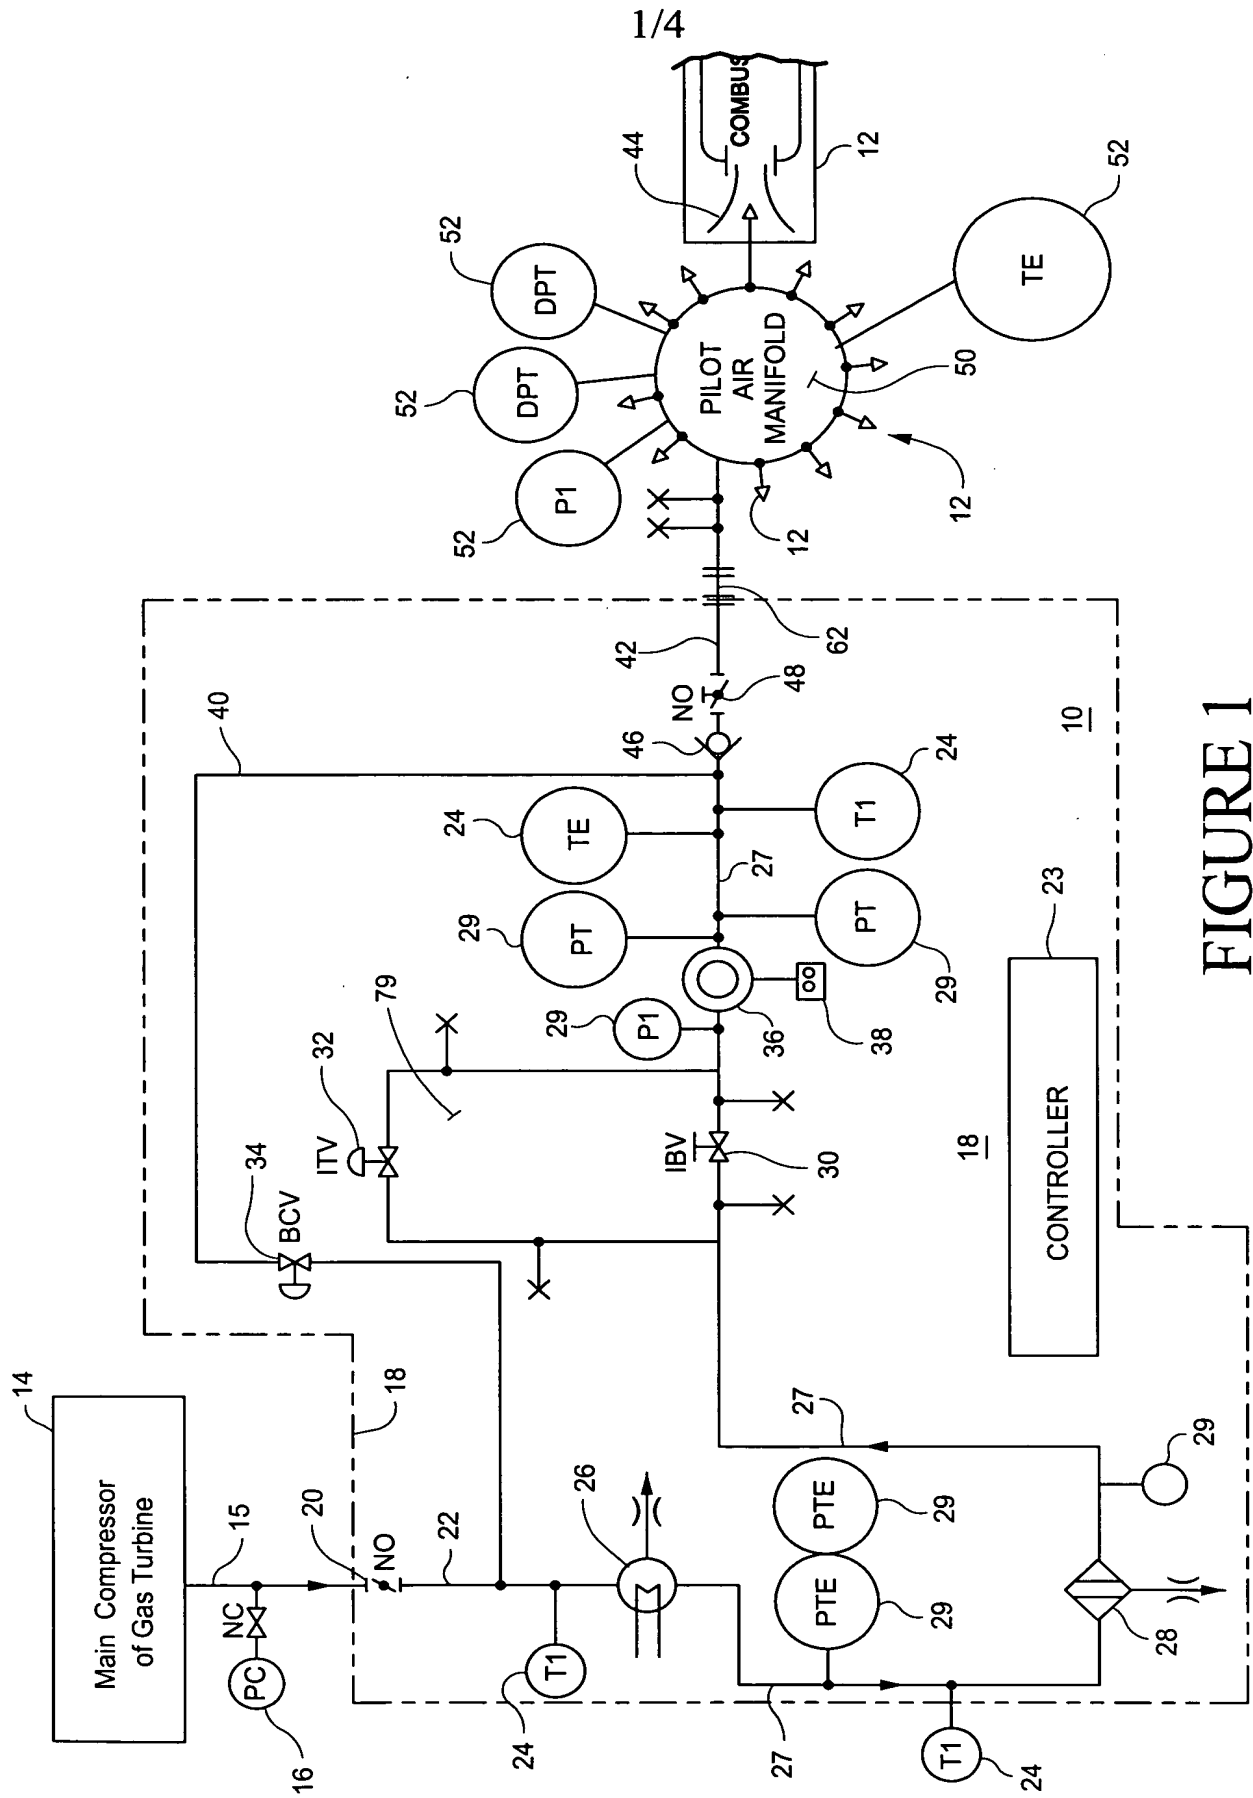 1/4
14
Main Compressor
of Gas Turbine
15
NC
PC
16
20
NO
18
22
T1
24
26
27
PTE
29
PTE
29
T1
24
28
29
27
34
BCV
40
32
ITV
79
IBV
30
18
CONTROLLER
23
10
29
P1
36
38
29
PT
24
TE
27
PT
29
T1
24
46
NO
48
42
62
52
P1
52
DPT
52
DPT
PILOT
AIR
MANIFOLD
50
12
12
TE
52
44
COMBUS
12
FIGURE 1